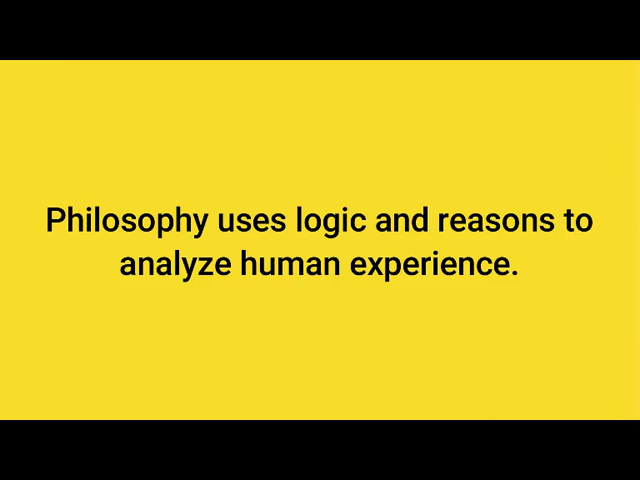 Philosophy uses logic and reasons to
analyze human experience.